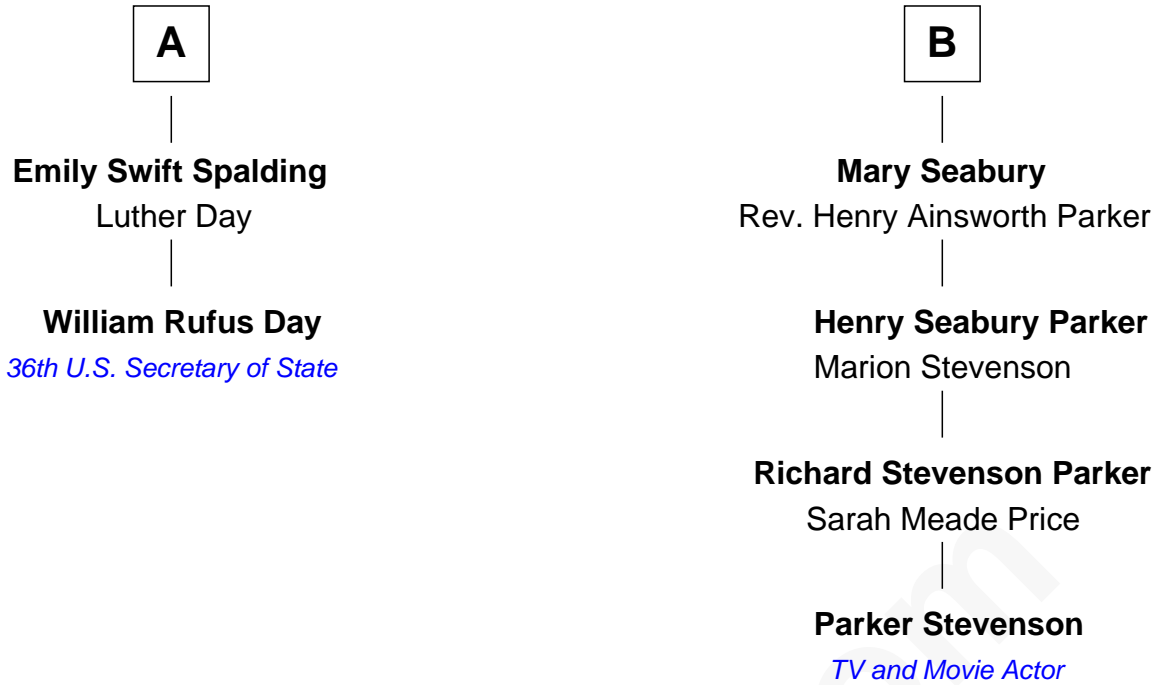 A
Emily Swift Spalding
Luther Day
William Rufus Day
36th U.S. Secretary of State
B
Mary Seabury
Rev. Henry Ainsworth Parker
Henry Seabury Parker
Marion Stevenson
Richard Stevenson Parker
Sarah Meade Price
Parker Stevenson
TV and Movie Actor